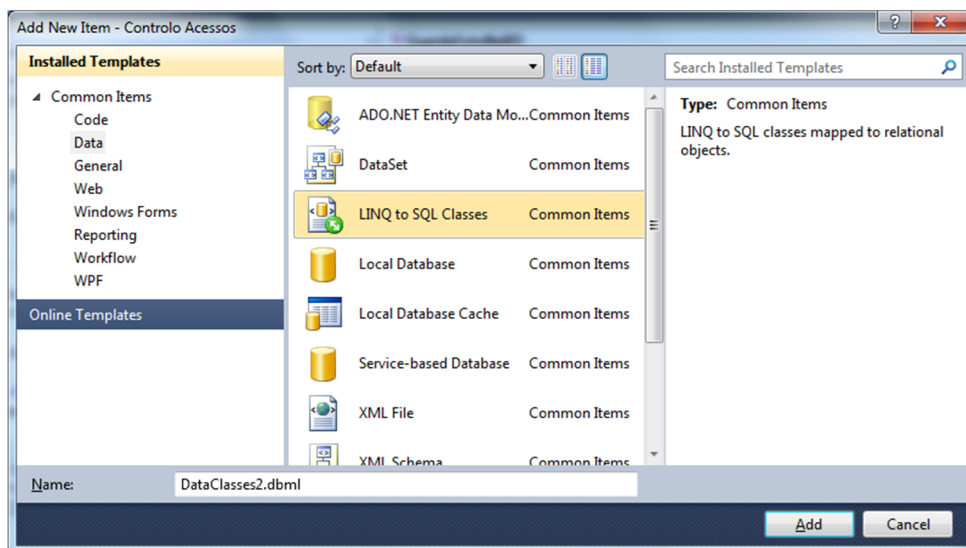 Add New Item - Controlo Acessos
Installed Templates
Common Items
Code
Data
General
Web
Windows Forms
Reporting
Workflow
WPF
Online Templates
Sort by: Default
ADO.NET Entity Data Mo...Common Items
DataSet Common Items
LINQ to SQL Classes Common Items
Local Database Common Items
Local Database Cache Common Items
Service-based Database Common Items
XML File Common Items
XML Schema Common Items
Search Installed Templates
Type: Common Items
LINQ to SQL classes mapped to relational
objects.
Name: DataClasses2.dbml
Add Cancel